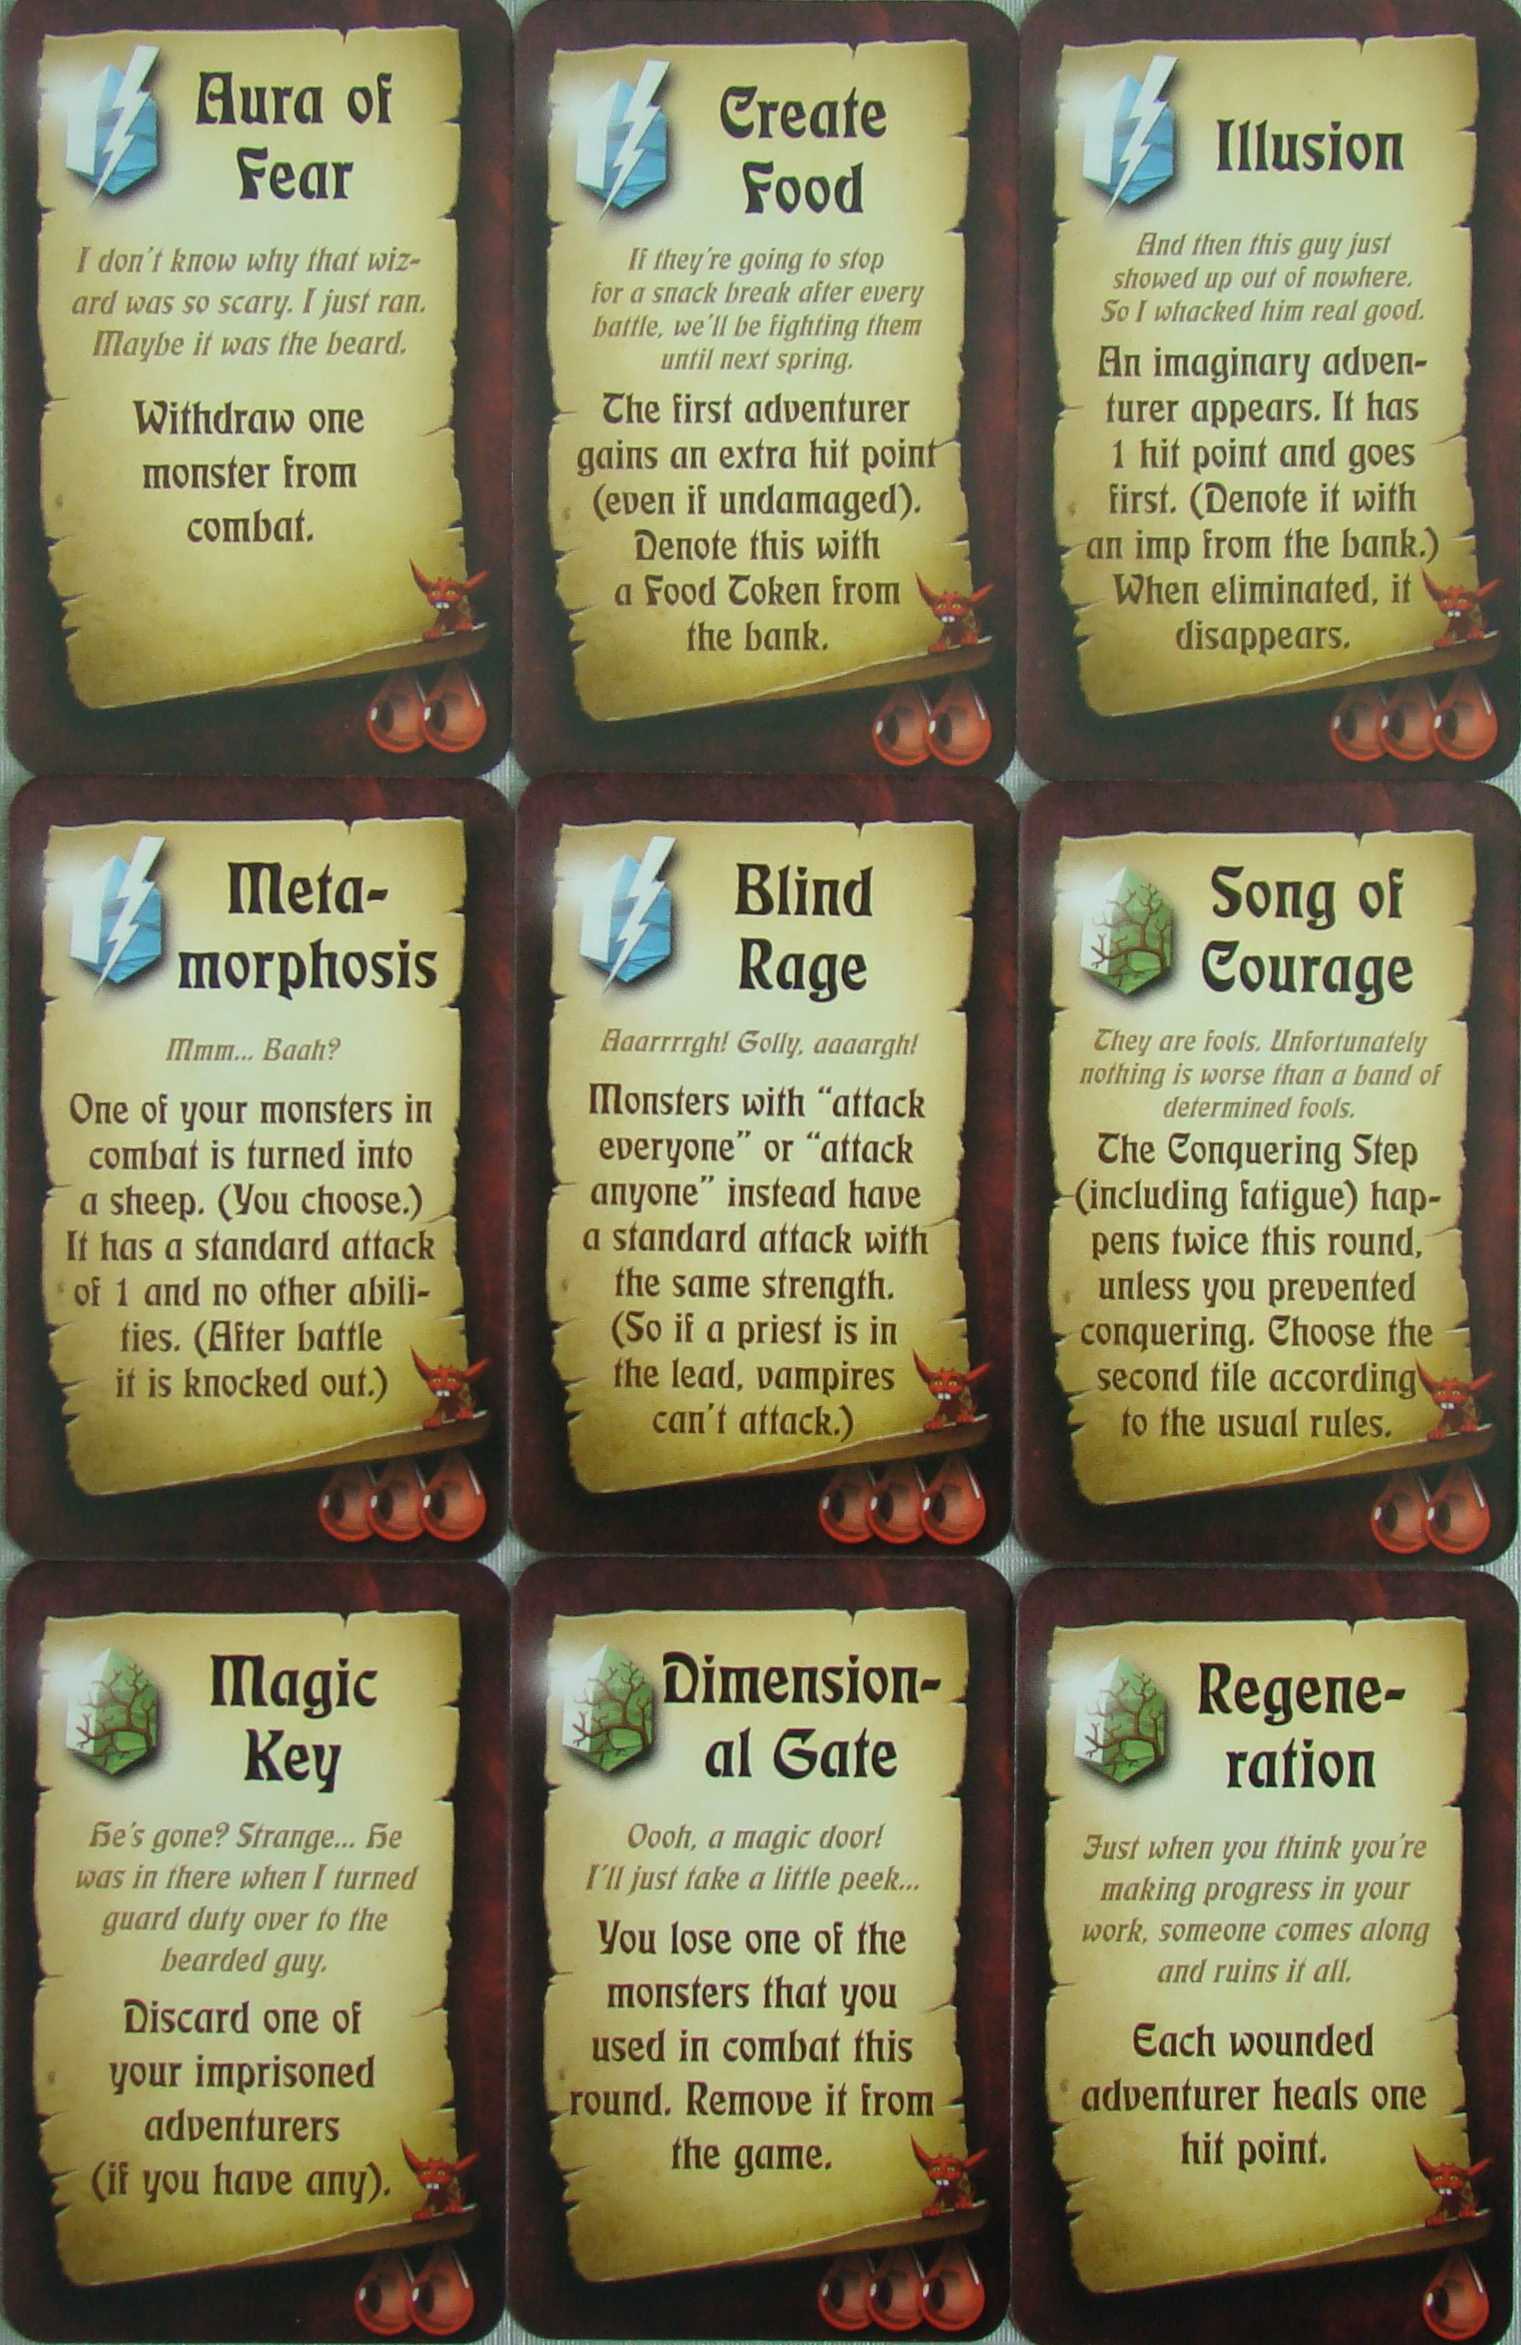 Aura of
Fear
I don't know why that wiz-
ard was so scary. I just ran.
Maybe it was the beard.
Withdraw one
monster from
combat.
Create
Food
If they're going to stop
for a snack break after every
battle, we'll be fighting them
until next spring.
The first adventurer
gains an extra hit point
(even if undamaged).
Denote this with
a Food Token from
the bank.
Illusion
And then this guy just
showed up out of nowhere.
So I whacked him real good.
An imaginary adven-
turer appears. It has
1 hit point and goes
first. (Denote it with
an imp from the bank.)
When eliminated, it
disappears.
Meta-
morphosis
Mmm... Baah?
One of your monsters in
combat is turned into
a sheep. (You choose.)
It has a standard attack
of 1 and no other abili-
ties. (After battle
it is knocked out.)
Blind
Rage
Aaarrrrgh! Golly, aaaargh!
Monsters with “attack
everyone” or “attack
anyone” instead have
a standard attack with
the same strength.
(So if a priest is in
the lead, vampires
can't attack.)
Song of
Courage
They are fools. Unfortunately
nothing is worse than a band of
determined fools.
The Conquering Step
(including fatigue) hap-
pens twice this round,
unless you prevented
conquering. Choose the
second tile according
to the usual rules.
Magic
Key
He's gone? Strange... He
was in there when I turned
guard duty over to the
bearded guy.
Discard one of
your imprisoned
adventurers
(if you have any).
Dimension-
al Gate
Oooh, a magic door!
I'll just take a little peek...
You lose one of the
monsters that you
used in combat this
round. Remove it from
the game.
Regene-
ration
Just when you think you're
making progress in your
work, someone comes along
and ruins it all.
Each wounded
adventurer heals one
hit point.